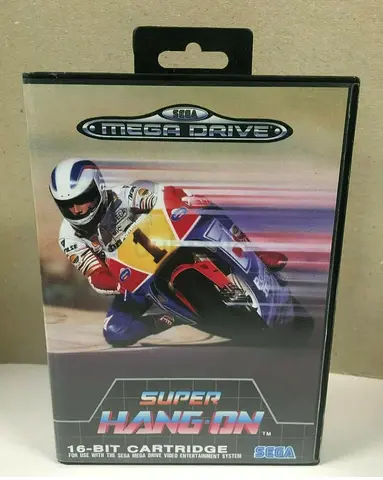 SEGA
MEGA DRIVE
1
SUPER
HANG-ON
TM
16-BIT CARTRIDGE
FOR USE WITH THE SEGA MEGA DRIVE VIDEO ENTERTAINMENT SYSTEM
SEGA